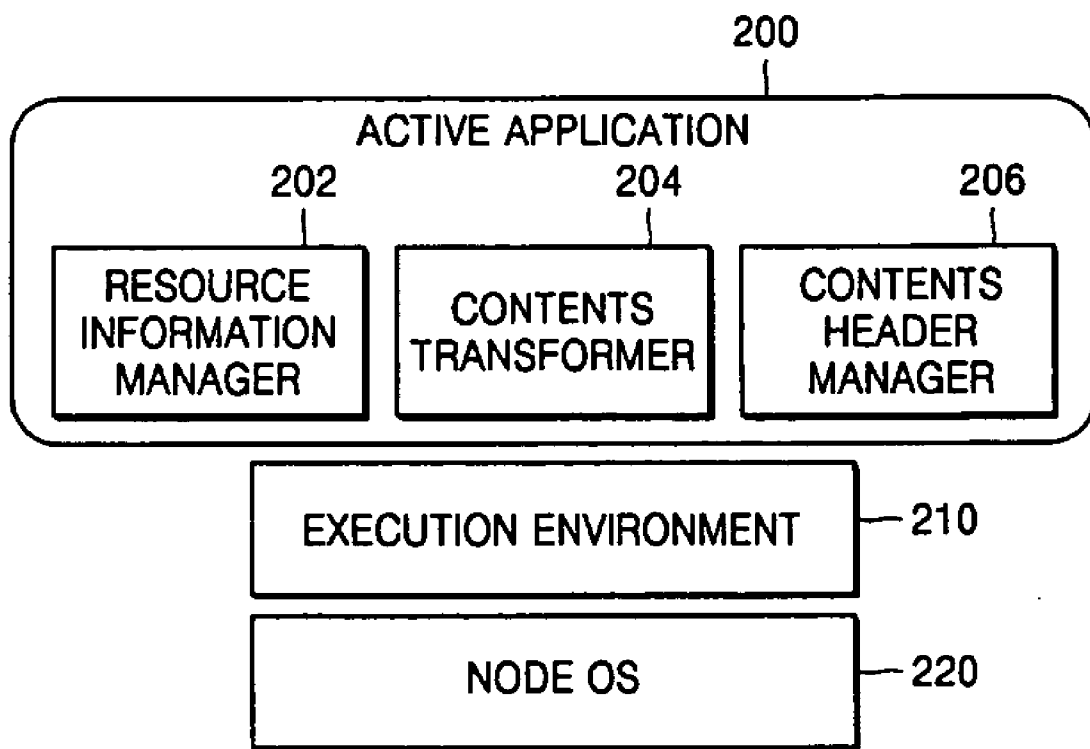 200
ACTIVE APPLICATION
202
204
206
RESOURCE
INFORMATION
MANAGER
CONTENTS
TRANSFORMER
CONTENTS
HEADER
MANAGER
EXECUTION ENVIRONMENT
210
NODE OS
220